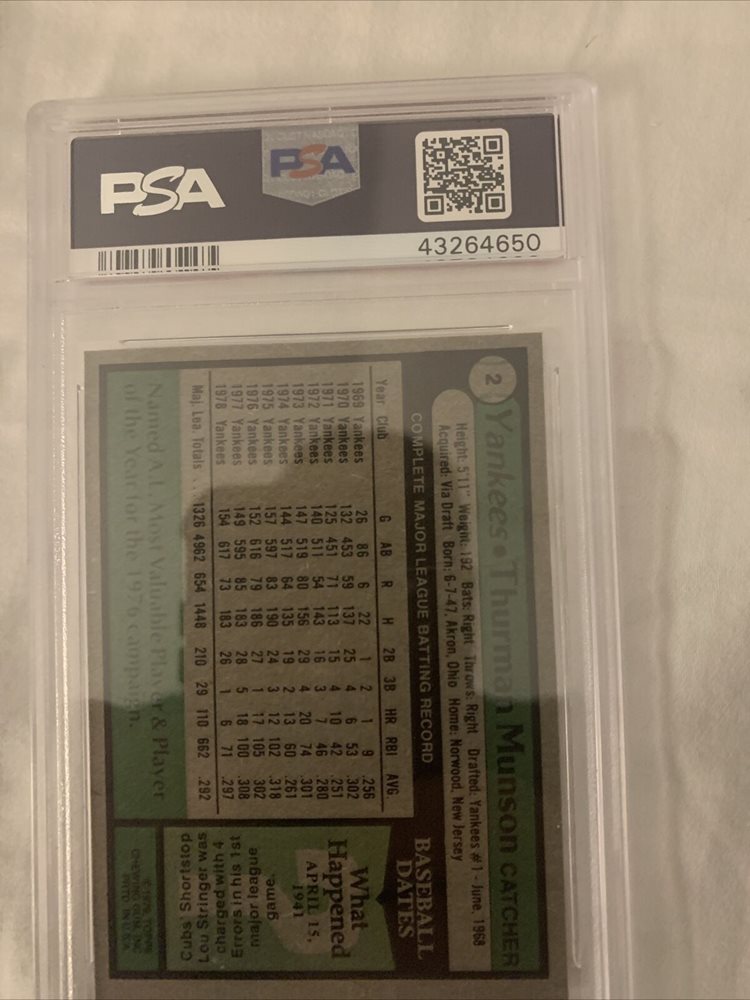 PSA
PSA
43264650
2
Yankees • Thurman Munson CATCHER
Height: 5'11" Weight: 192 Bats: Right Throws: Right Drafted: Yankees #1 - June, 1968
Acquired: Via Draft Born: 6-7-47, Akron, Ohio Home: Norwood, New Jersey
COMPLETE MAJOR LEAGUE BATTING RECORD
Year Club G AB R H 2B 3B HR RBI AVG
1969 Yankees 26 86 6 22 1 2 1 9 .256
1970 Yankees 132 453 59 137 25 4 6 53 .302
1971 Yankees 125 451 71 113 15 4 10 42 .251
1972 Yankees 140 511 54 143 16 3 7 46 .280
1973 Yankees 147 519 80 156 29 4 20 74 .301
1974 Yankees 144 517 64 135 19 2 13 60 .261
1975 Yankees 157 597 83 190 24 3 12 102 .318
1976 Yankees 152 616 79 186 27 1 17 105 .302
1977 Yankees 149 595 85 183 28 5 18 100 .308
1978 Yankees 154 617 73 183 26 1 6 71 .297
Maj. Lea. Totals 1326 4962 654 1448 210 29 110 662 .292
Named Most Valuable Player & Player
of the Year for the 1976 campaign.
BASEBALL
DATES
What
Happened
APRIL 15,
1941
Cubs' Shortstop
Lou Stringer was
charged with 4
Errors in his 1st
major league
game.
© 1979, TOPPS
CHEWING GUM, INC.
PRTD. IN U.S.A.